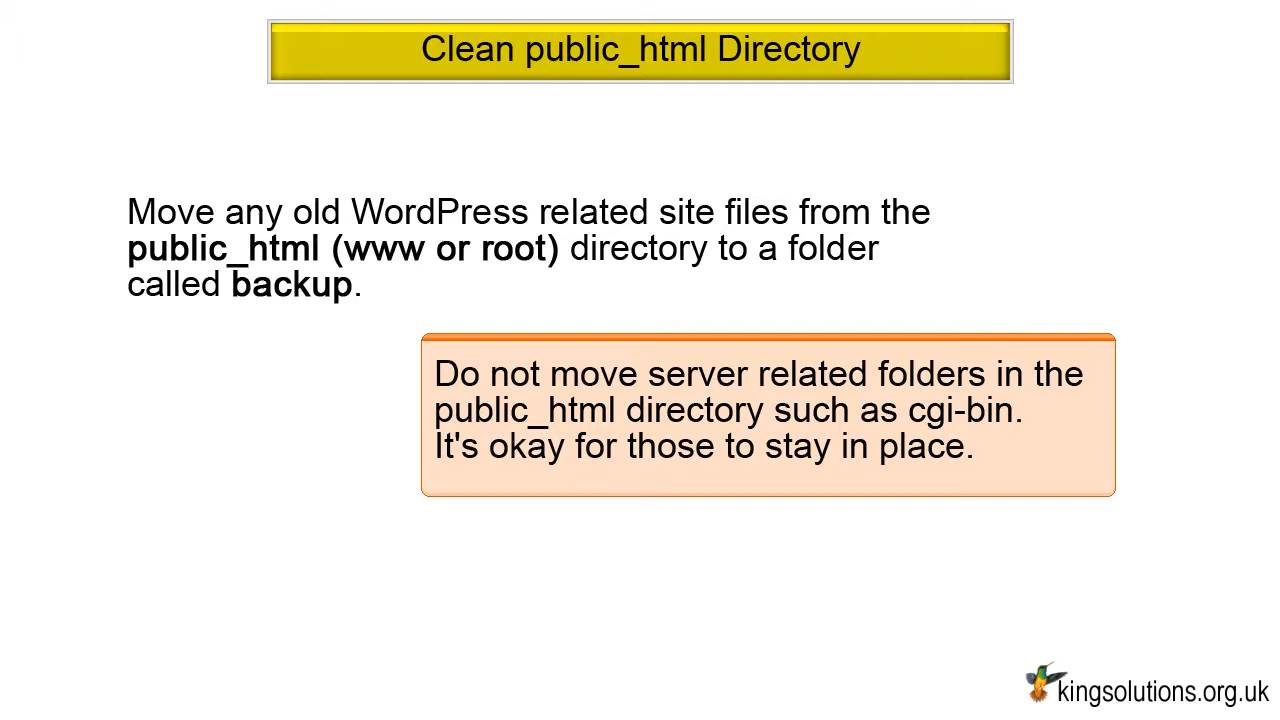 Clean public_html Directory
Move any old WordPress related site files from the
public_html (www or root) directory to a folder
called backup.
Do not move server related folders in the
public_html directory such as cgi-bin.
It's okay for those to stay in place.
kingsolutions.org.uk